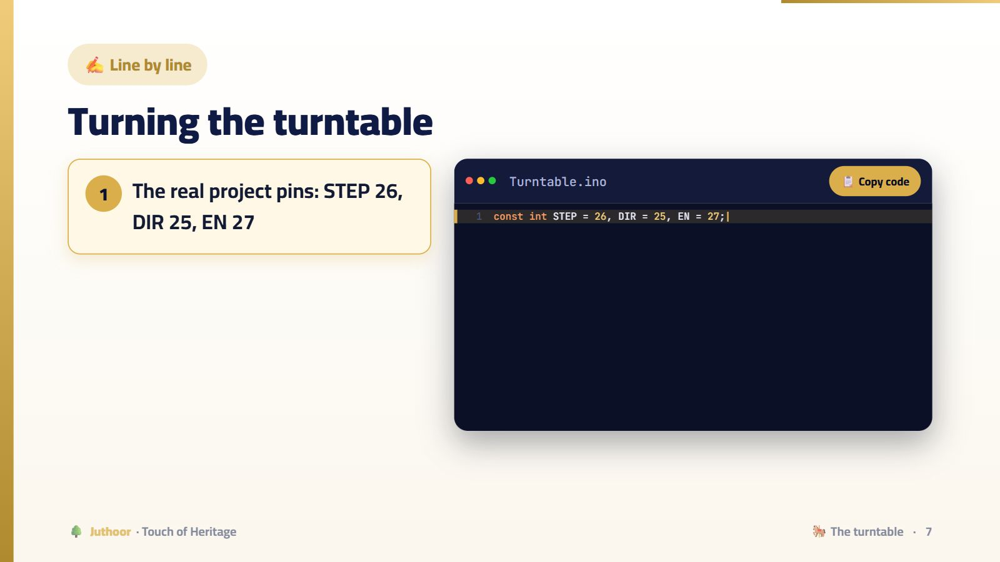 Line by line
Turning the turntable
1
The real project pins: STEP 26,
DIR 25, EN 27
Turntable.ino
Copy code
1 const int STEP = 26, DIR = 25, EN = 27;
Juthoor · Touch of Heritage
The turntable · 7